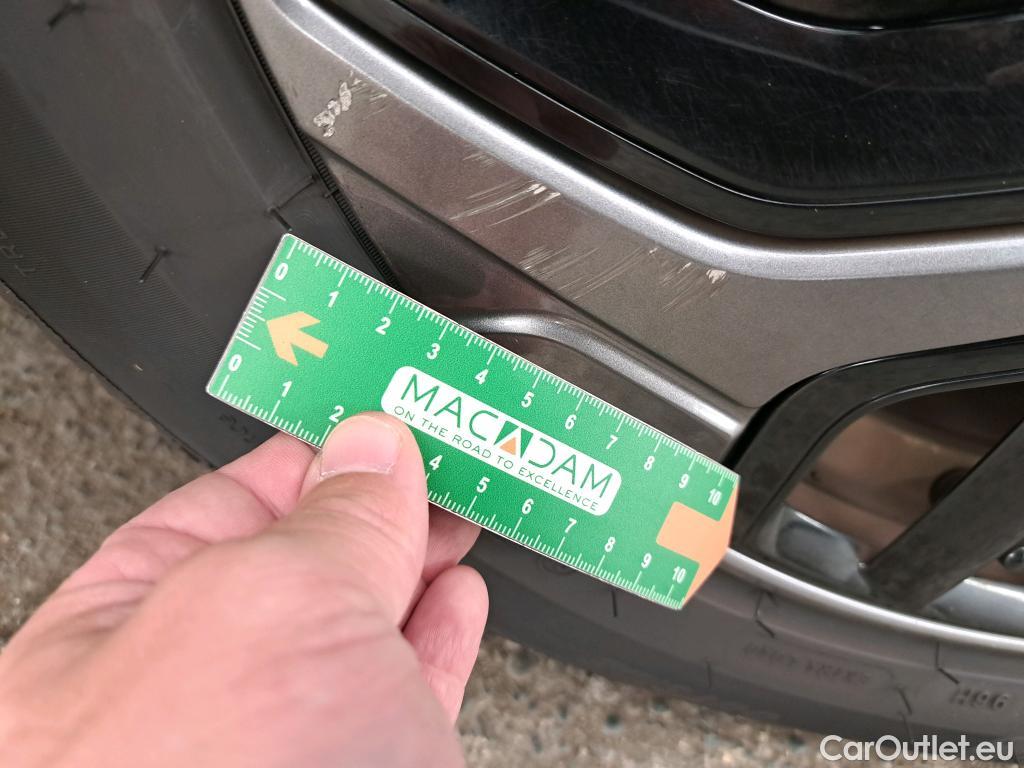 0 1 2 3 4 5 6 7 8 9 10
MACADAM
ON THE ROAD TO EXCELLENCE
0 1 2 4 5 6 7 8 9 10
96H
CarOutlet.eu